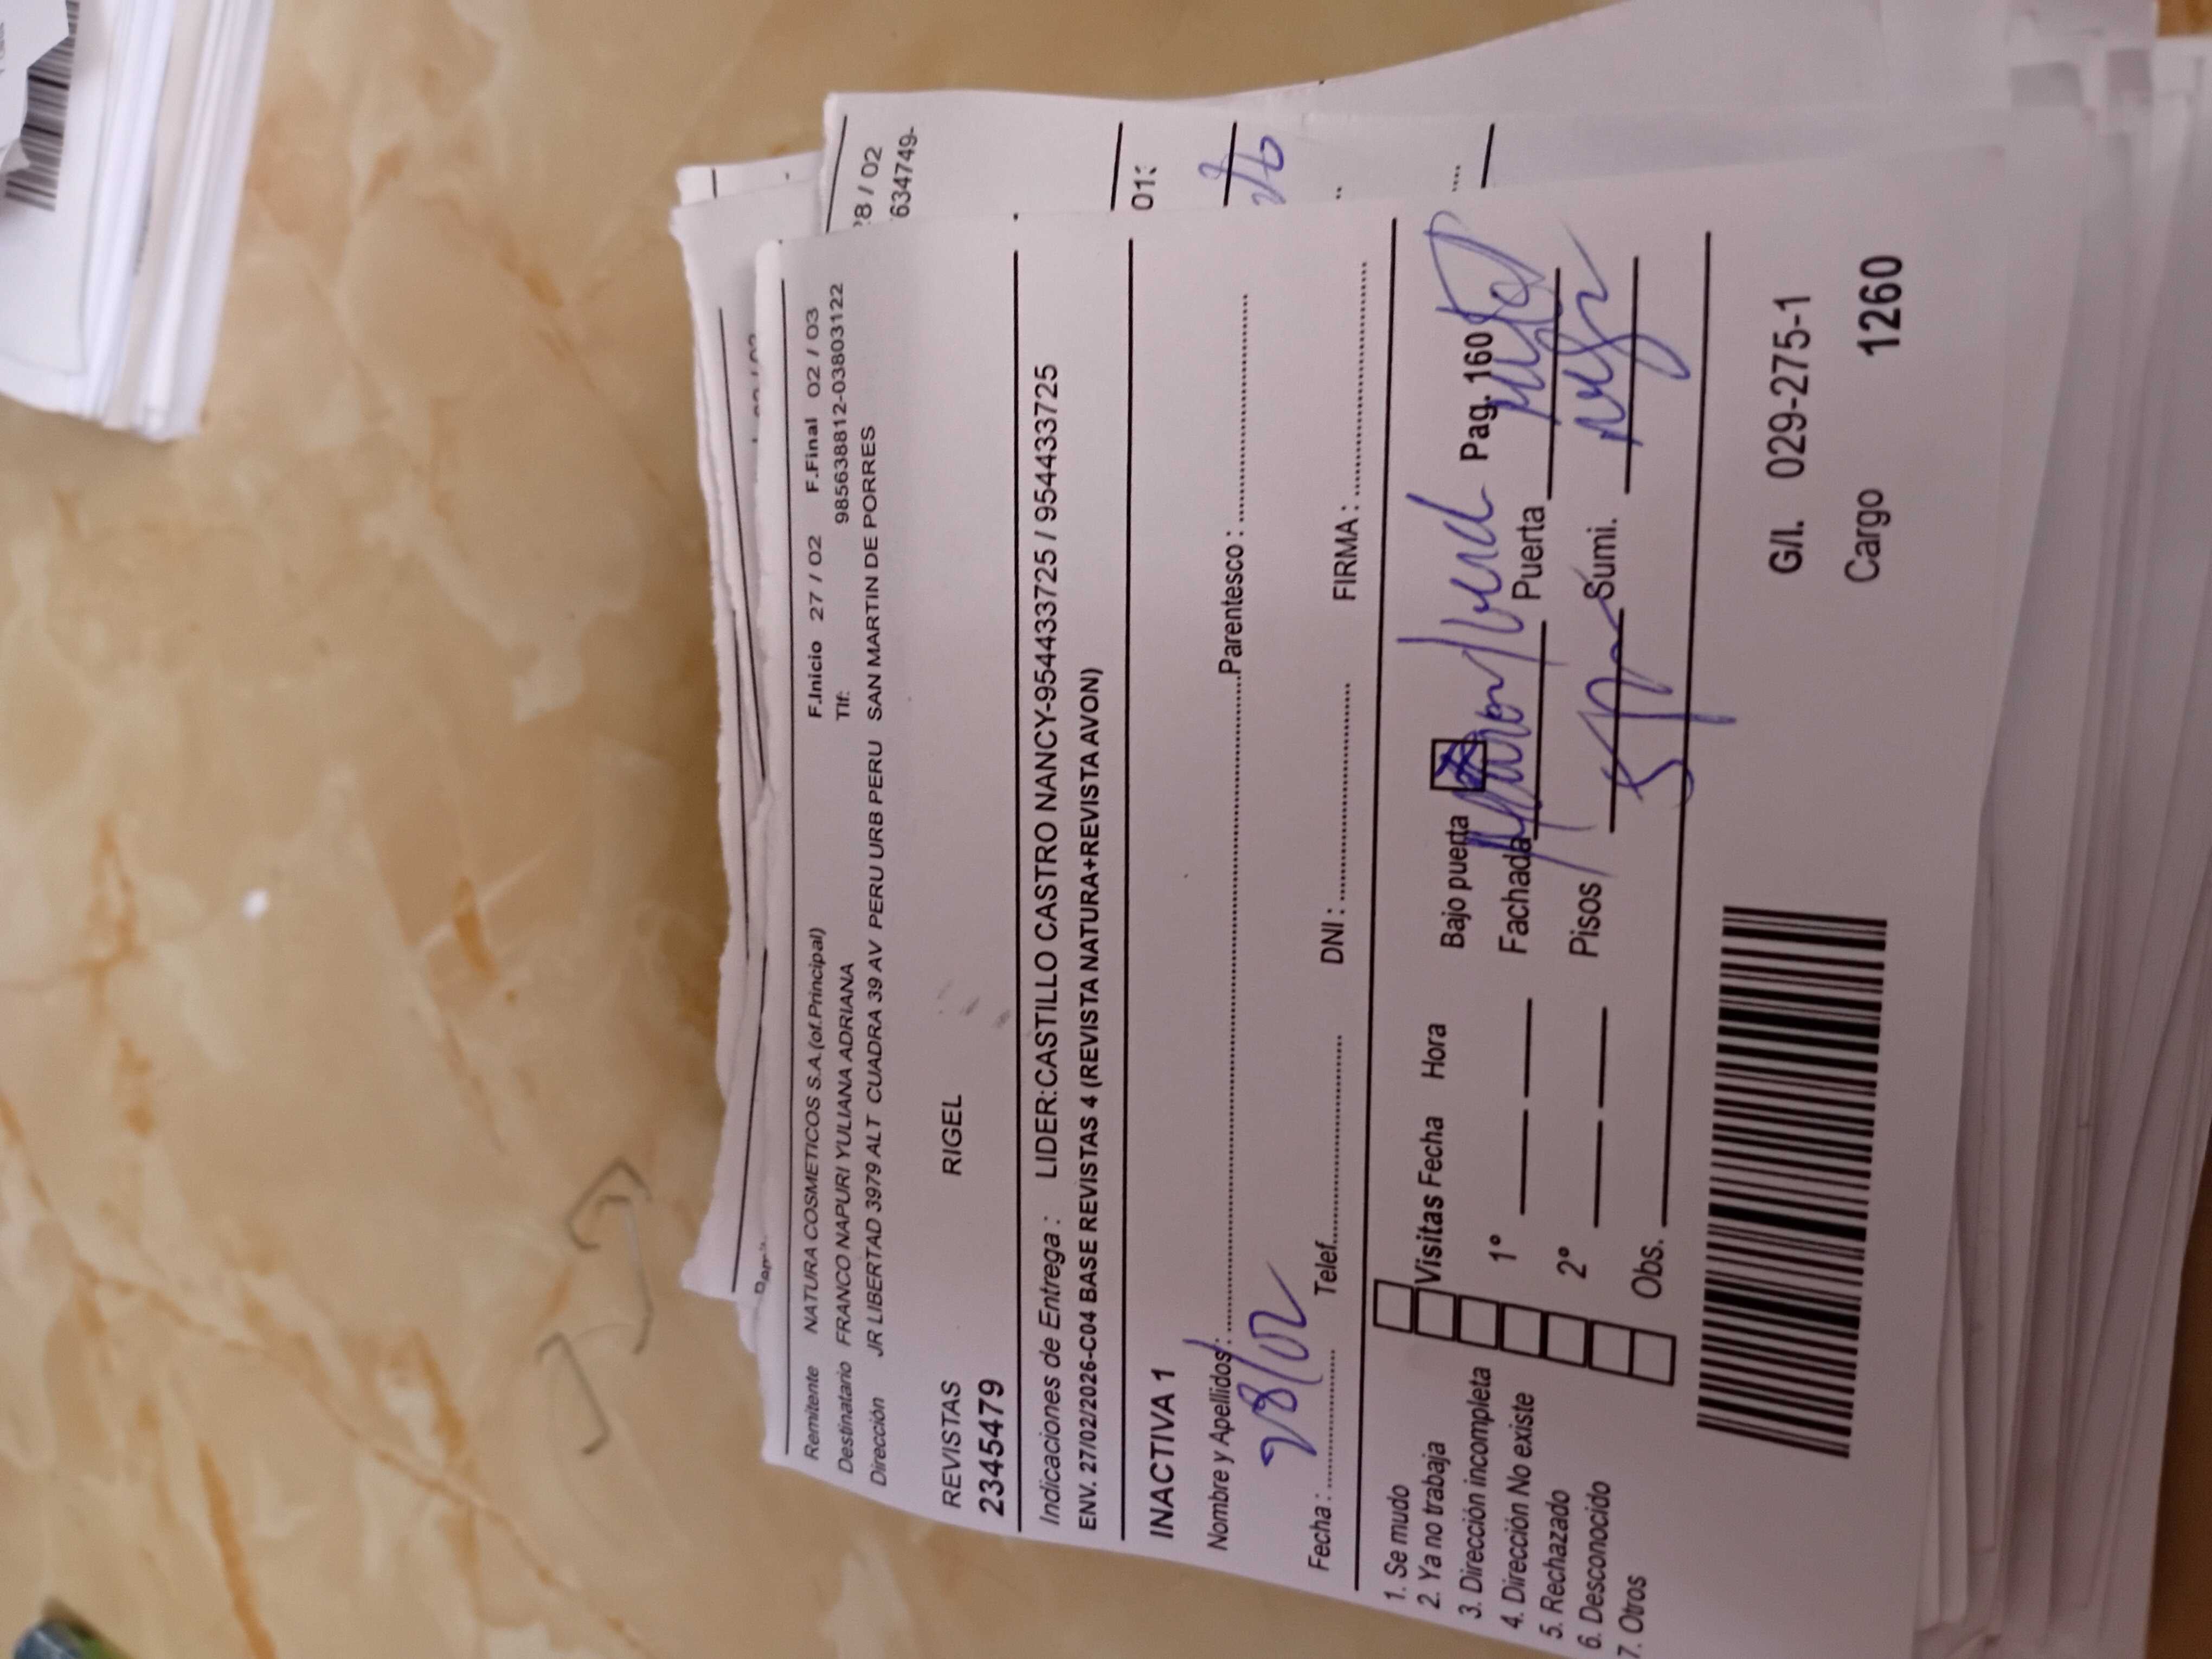 Remitente NATURA COSMETICOS S.A.(of.Principal) F.Inicio 27 / 02 F.Final 02 / 03
Destinatario FRANCO NAPURI YULIANA ADRIANA Tlf: 985638812-03803122
Dirección JR LIBERTAD 3979 ALT CUADRA 39 AV PERU URB PERU SAN MARTIN DE PORRES
REVISTAS RIGEL
2345479
Indicaciones de Entrega : LIDER:CASTILLO CASTRO NANCY-954433725 / 954433725
ENV. 27/02/2026-C04 BASE REVISTAS 4 (REVISTA NATURA+REVISTA AVON)
INACTIVA 1
Nombre y Apellidos: Parentesco :
28/02
Fecha : Telef. DNI : FIRMA :
1. Se mudo
2. Ya no trabaja
3. Dirección incompleta
4. Dirección No existe
5. Rechazado
6. Desconocido
7. Otros
Visitas Fecha Hora Bajo puerta Pag. 160
1° Fachada Puerta
2° Pisos Sumi.
Obs.
G/I. 029-275-1
Cargo 1260
28 / 02
634749-